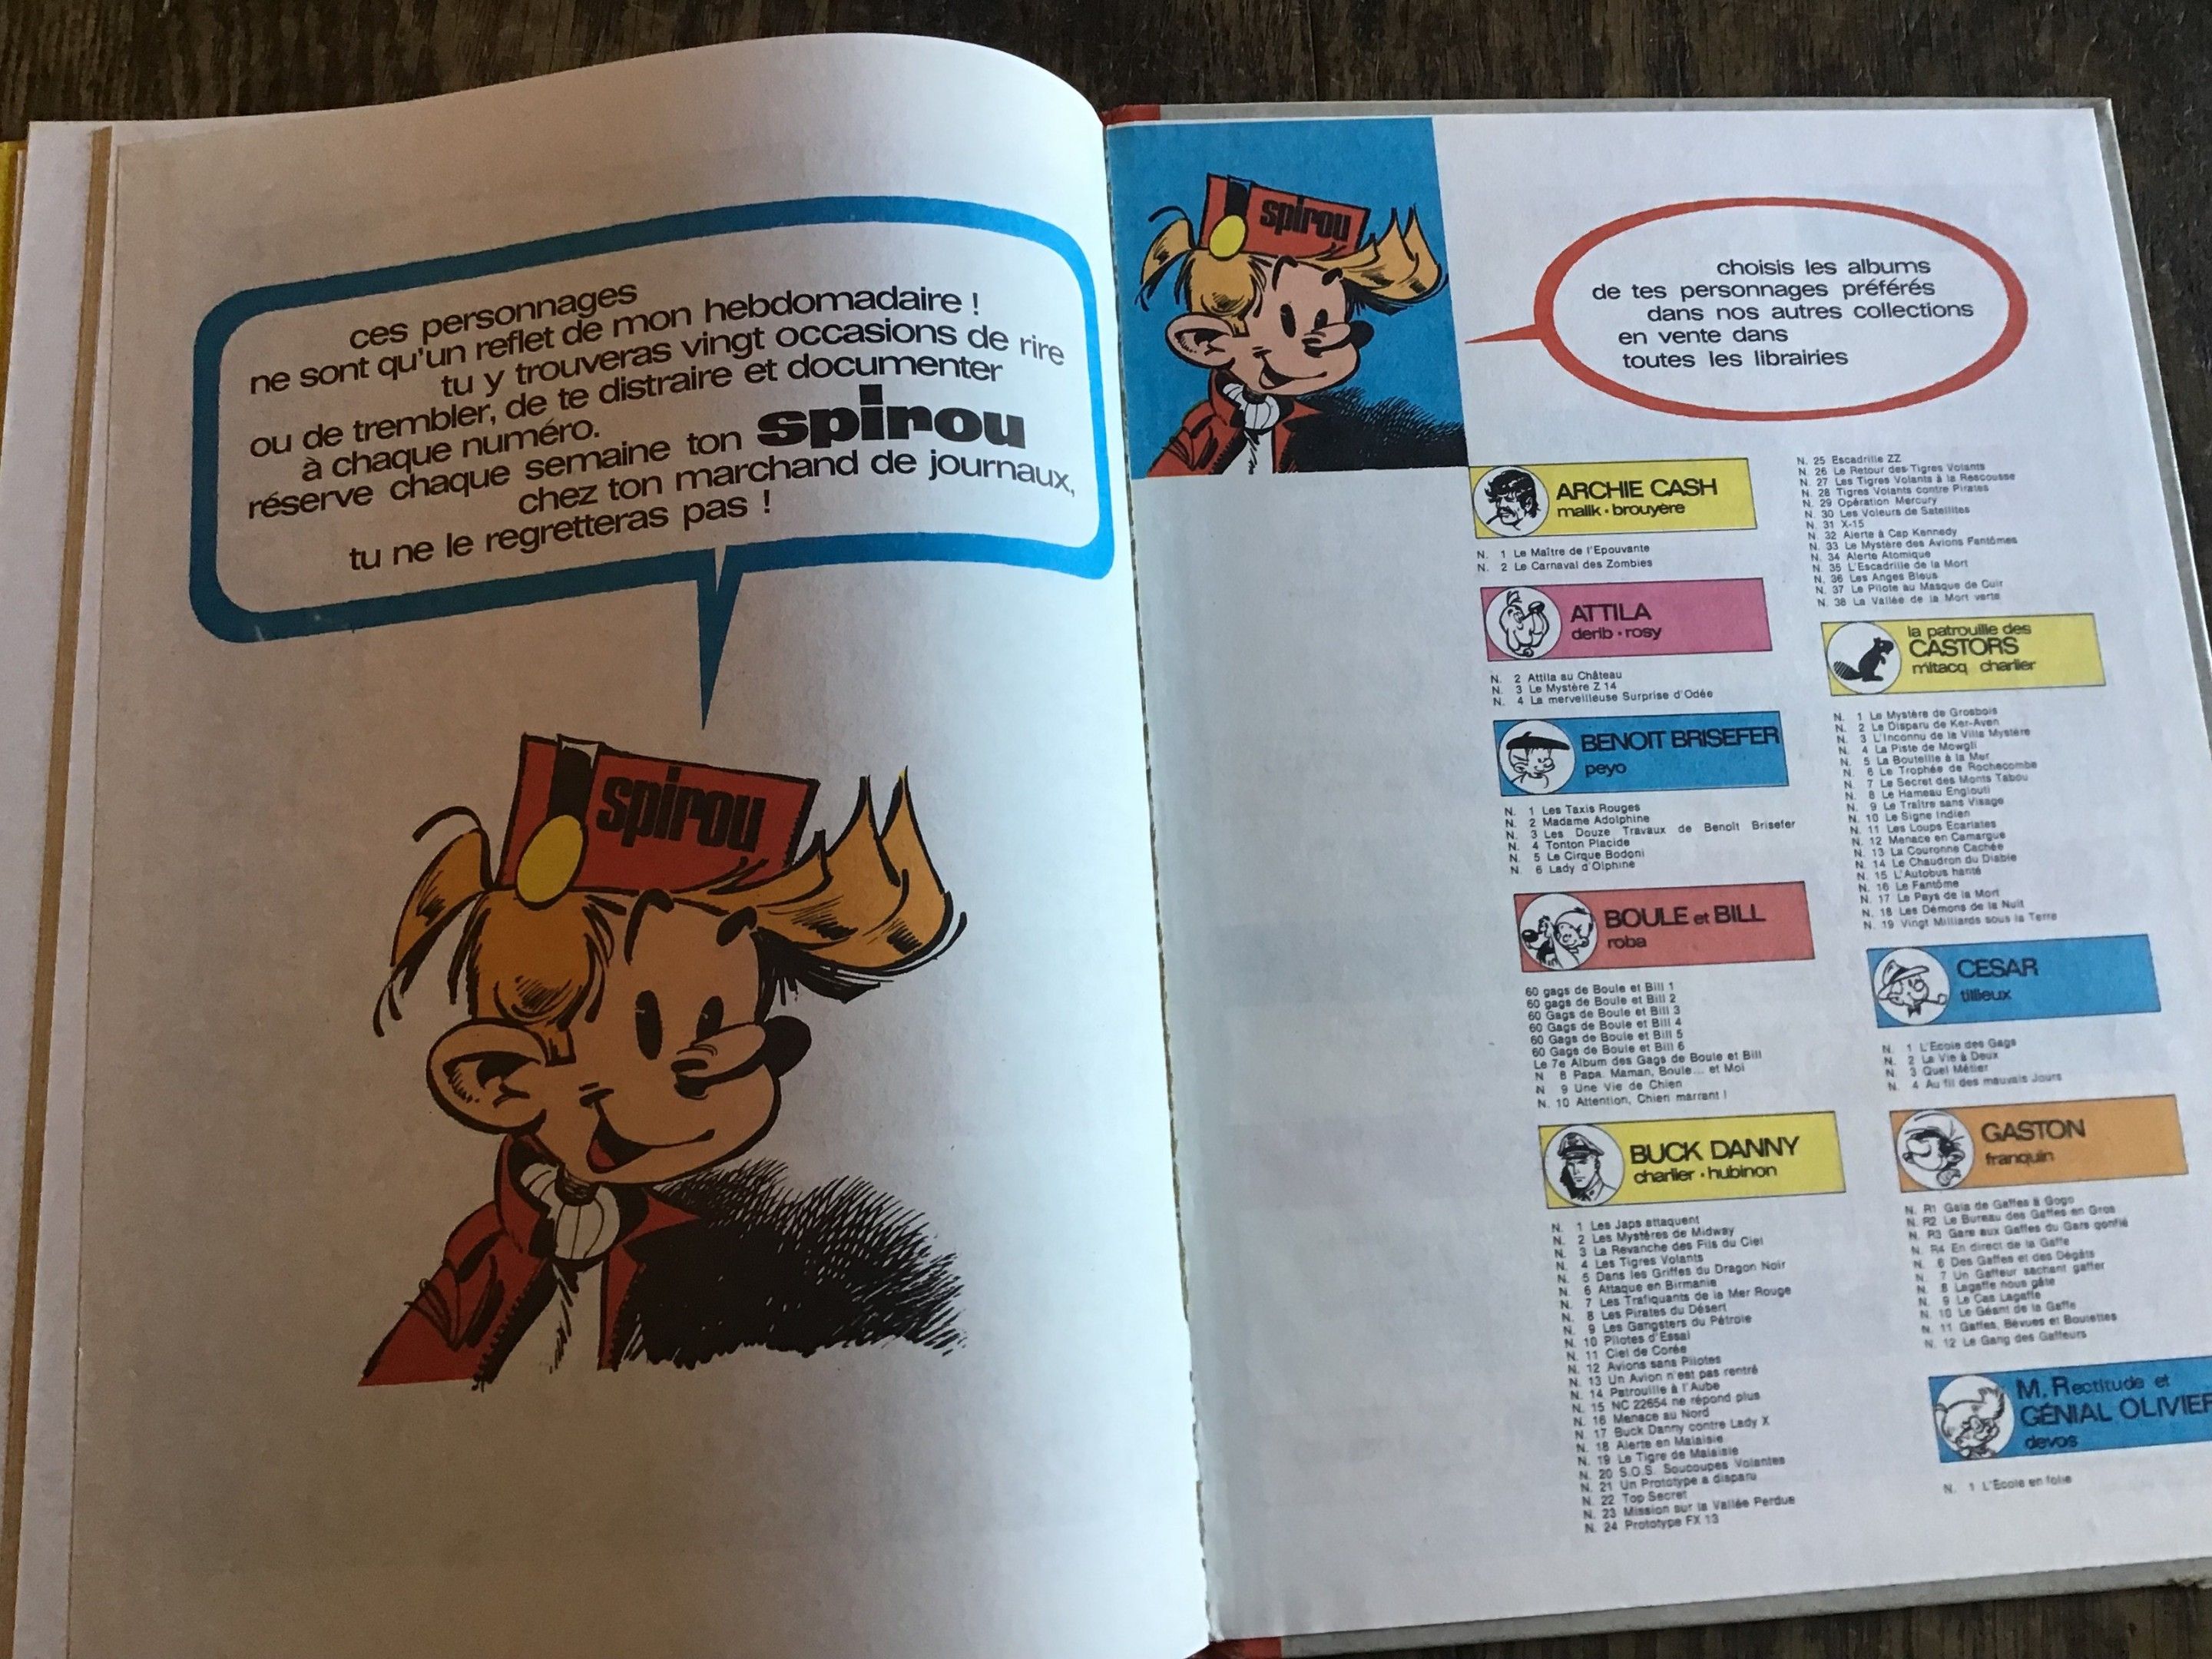 ces personnages
ne sont qu'un reflet de mon hebdomadaire !
tu y trouveras vingt occasions de rire
ou de trembler, de te distraire et documenter
à chaque numéro.
réserve chaque semaine ton spirou
chez ton marchand de journaux,
tu ne le regretteras pas !
spirou
spirou
choisis les albums
de tes personnages préférés
dans nos autres collections
en vente dans
toutes les librairies
ARCHIE CASH
malik · brouyère
N. 1 Le Maître de l'Epouvante
N. 2 Le Carnaval des Zombies
ATTILA
derib · rosy
N. 2 Attila au Château
N. 3 Le Mystère Z 14
N. 4 La merveilleuse Surprise d'Odée
BENOIT BRISEFER
peyo
N. 1 Les Taxis Rouges
N. 2 Madame Adolphine
N. 3 Les Douze Travaux de Benoît Brisefer
N. 4 Tonton Placide
N. 5 Le Cirque Bodoni
N. 6 Lady d'Olphine
BOULE et BILL
roba
60 gags de Boule et Bill 1
60 gags de Boule et Bill 2
60 Gags de Boule et Bill 3
60 Gags de Boule et Bill 4
60 Gags de Boule et Bill 5
60 Gags de Boule et Bill 6
Le 7e Album des Gags de Boule et Bill
N 8 Papa, Maman, Boule... et Moi
N 9 Une Vie de Chien
N. 10 Attention, Chien marrant !
BUCK DANNY
charlier · hubinon
N. 1 Les Japs attaquent
N. 2 Les Mystères de Midway
N. 3 La Revanche des Fils du Ciel
N. 4 Les Tigres Volants
N. 5 Dans les Griffes du Dragon Noir
N. 6 Attaque en Birmanie
N. 7 Les Trafiquants de la Mer Rouge
N. 8 Les Pirates du Désert
N. 9 Les Gangsters du Pétrole
N. 10 Pilotes d'Essai
N. 11 Ciel de Corée
N. 12 Avions sans Pilotes
N. 13 Un Avion n'est pas rentré
N. 14 Patrouille à l'Aube
N. 15 NC 22654 ne répond plus
N. 16 Menace au Nord
N. 17 Buck Danny contre Lady X
N. 18 Alerte en Malaisie
N. 19 Le Tigre de Malaisie
N. 20 S.O.S. Soucoupes Volantes
N. 21 Un Prototype a disparu
N. 22 Top Secret
N. 23 Mission sur la Vallée Perdue
N. 24 Prototype FX 13
N. 25 Escadrille ZZ
N. 26 Le Retour des Tigres Volants
N. 27 Les Tigres Volants à la Rescousse
N. 28 Tigres Volants contre Pirates
N. 29 Opération Mercury
N. 30 Les Voleurs de Satellites
N. 31 X-15
N. 32 Alerte à Cap Kennedy
N. 33 Le Mystère des Avions Fantômes
N. 34 Alerte Atomique
N. 35 L'Escadrille de la Mort
N. 36 Les Anges Bleus
N. 37 Le Pilote au Masque de Cuir
N. 38 La Vallée de la Mort verte
la patrouille des
CASTORS
mitacq charlier
N. 1 Le Mystère de Grosbois
N. 2 Le Disparu de Ker-Aven
N. 3 L'Inconnu de la Villa Mystère
N. 4 La Piste de Mowgli
N. 5 La Bouteille à la Mer
N. 6 Le Trophée de Rochecombe
N. 7 Le Secret des Monts Tabou
N. 8 Le Hameau Englouti
N. 9 Le Traître sans Visage
N. 10 Le Signe Indien
N. 11 Les Loups Ecarlates
N. 12 Menace en Camargue
N. 13 La Couronne Cachée
N. 14 Le Chaudron du Diable
N. 15 L'Autobus hanté
N. 16 Le Fantôme
N. 17 Le Pays de la Mort
N. 18 Les Démons de la Nuit
N. 19 Vingt Milliards sous la Terre
CESAR
tillieux
N. 1 L'Ecole des Gags
N. 2 La Vie à Deux
N. 3 Quel Métier
N. 4 Au fil des mauvais Jours
GASTON
franquin
N. R1 Gala de Gaffes à Gogo
N. R2 Le Bureau des Gaffes en Gros
N. R3 Gare aux Gaffes du Gars gonflé
N. R4 En direct de la Gaffe
N. 6 Des Gaffes et des Dégâts
N. 7 Un Gaffeur sachant gaffer
N. 8 Lagaffe nous gâte
N. 9 Le Cas Lagaffe
N. 10 Le Géant de la Gaffe
N. 11 Gaffes, Bévues et Boulettes
N. 12 Le Gang des Gaffeurs
M. Rectitude et
GÉNIAL OLIVIER
devos
N. 1 L'Ecole en folie